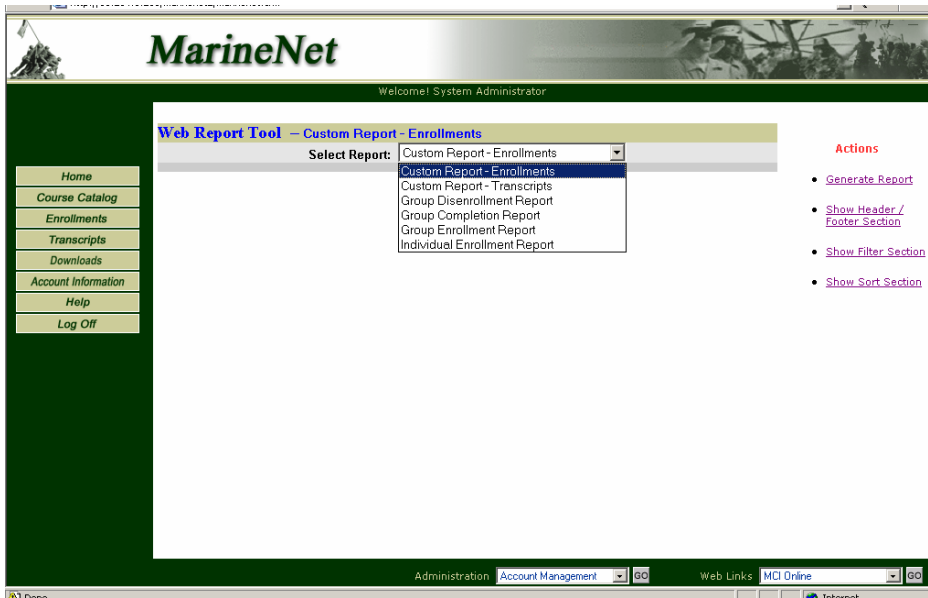 MarineNet
Welcome! System Administrator
Web Report Tool – Custom Report - Enrollments
Select Report: Custom Report - Enrollments
Custom Report - Enrollments
Custom Report - Transcripts
Group Disenrollment Report
Group Completion Report
Group Enrollment Report
Individual Enrollment Report
Home
Course Catalog
Enrollments
Transcripts
Downloads
Account Information
Help
Log Off
Actions
Generate Report
Show Header /
Footer Section
Show Filter Section
Show Sort Section
Administration Account Management GO Web Links MCI Online GO